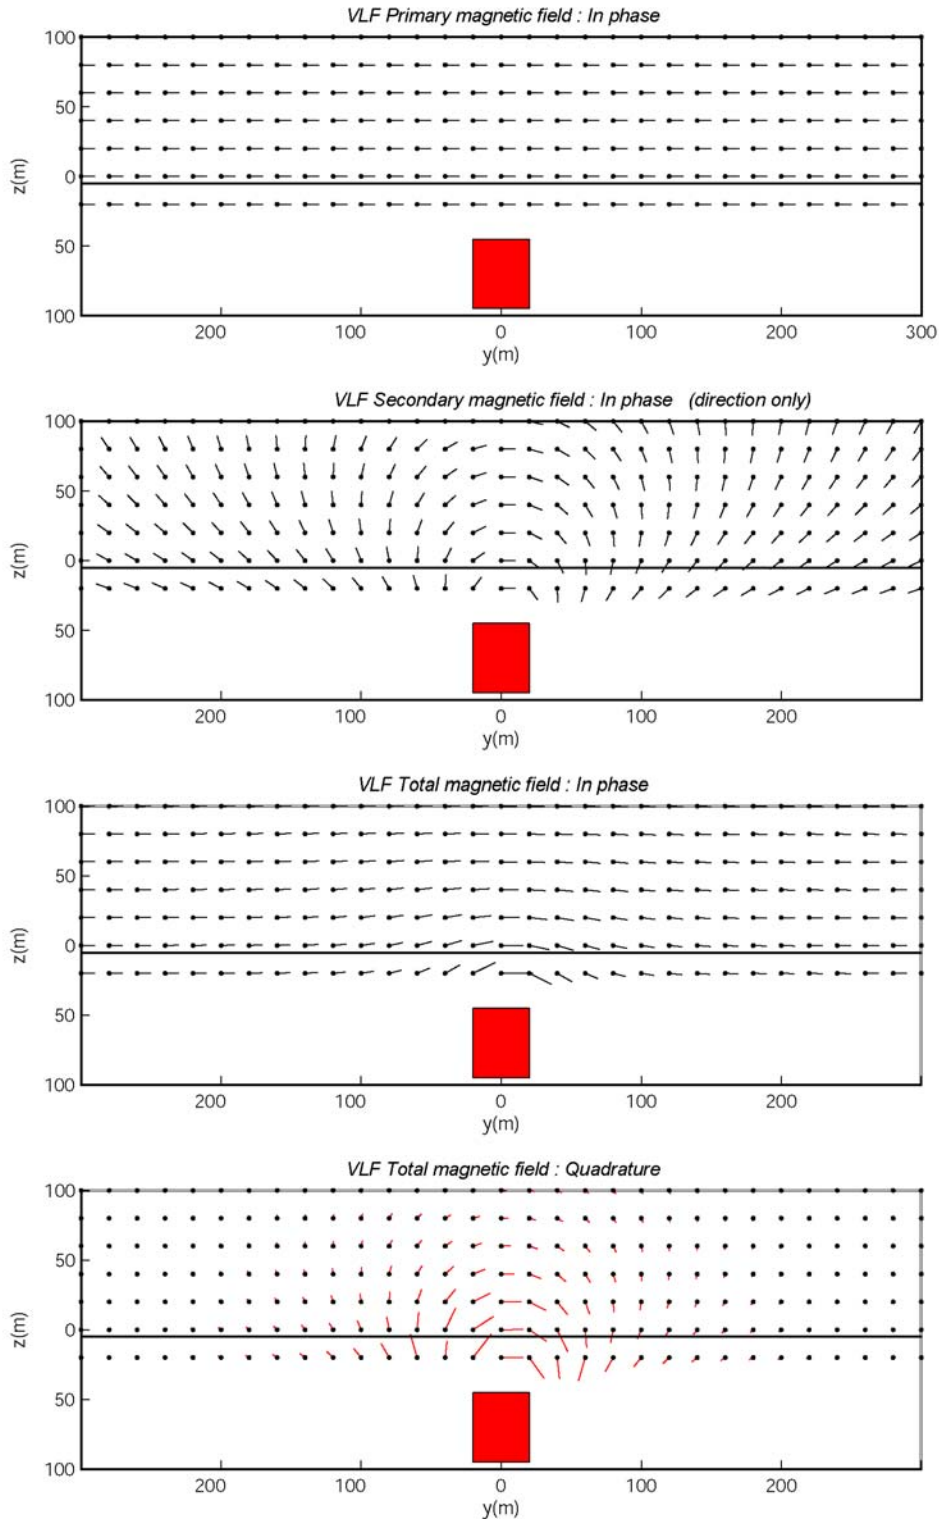 VLF Primary magnetic field : In phase
100
50
z(m)
0
50
100
200 100 0 100 200 300
y(m)
VLF Secondary magnetic field : In phase (direction only)
100
50
z(m)
0
50
100
200 100 0 100 200
y(m)
VLF Total magnetic field : In phase
100
50
z(m)
0
50
100
200 100 0 100 200
y(m)
VLF Total magnetic field : Quadrature
100
50
z(m)
0
50
100
200 100 0 100 200
y(m)